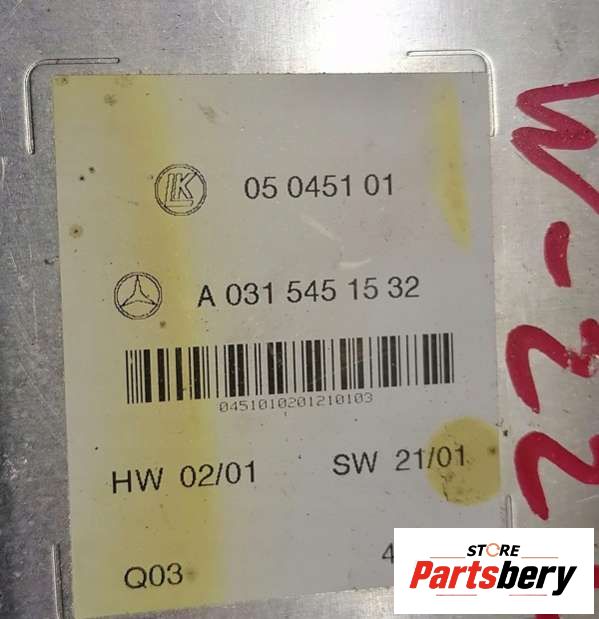 LK 05 0451 01
A 031 545 15 32
0451010201210103
HW 02/01 SW 21/01
Q03 4
W-22
STORE
Partsbery